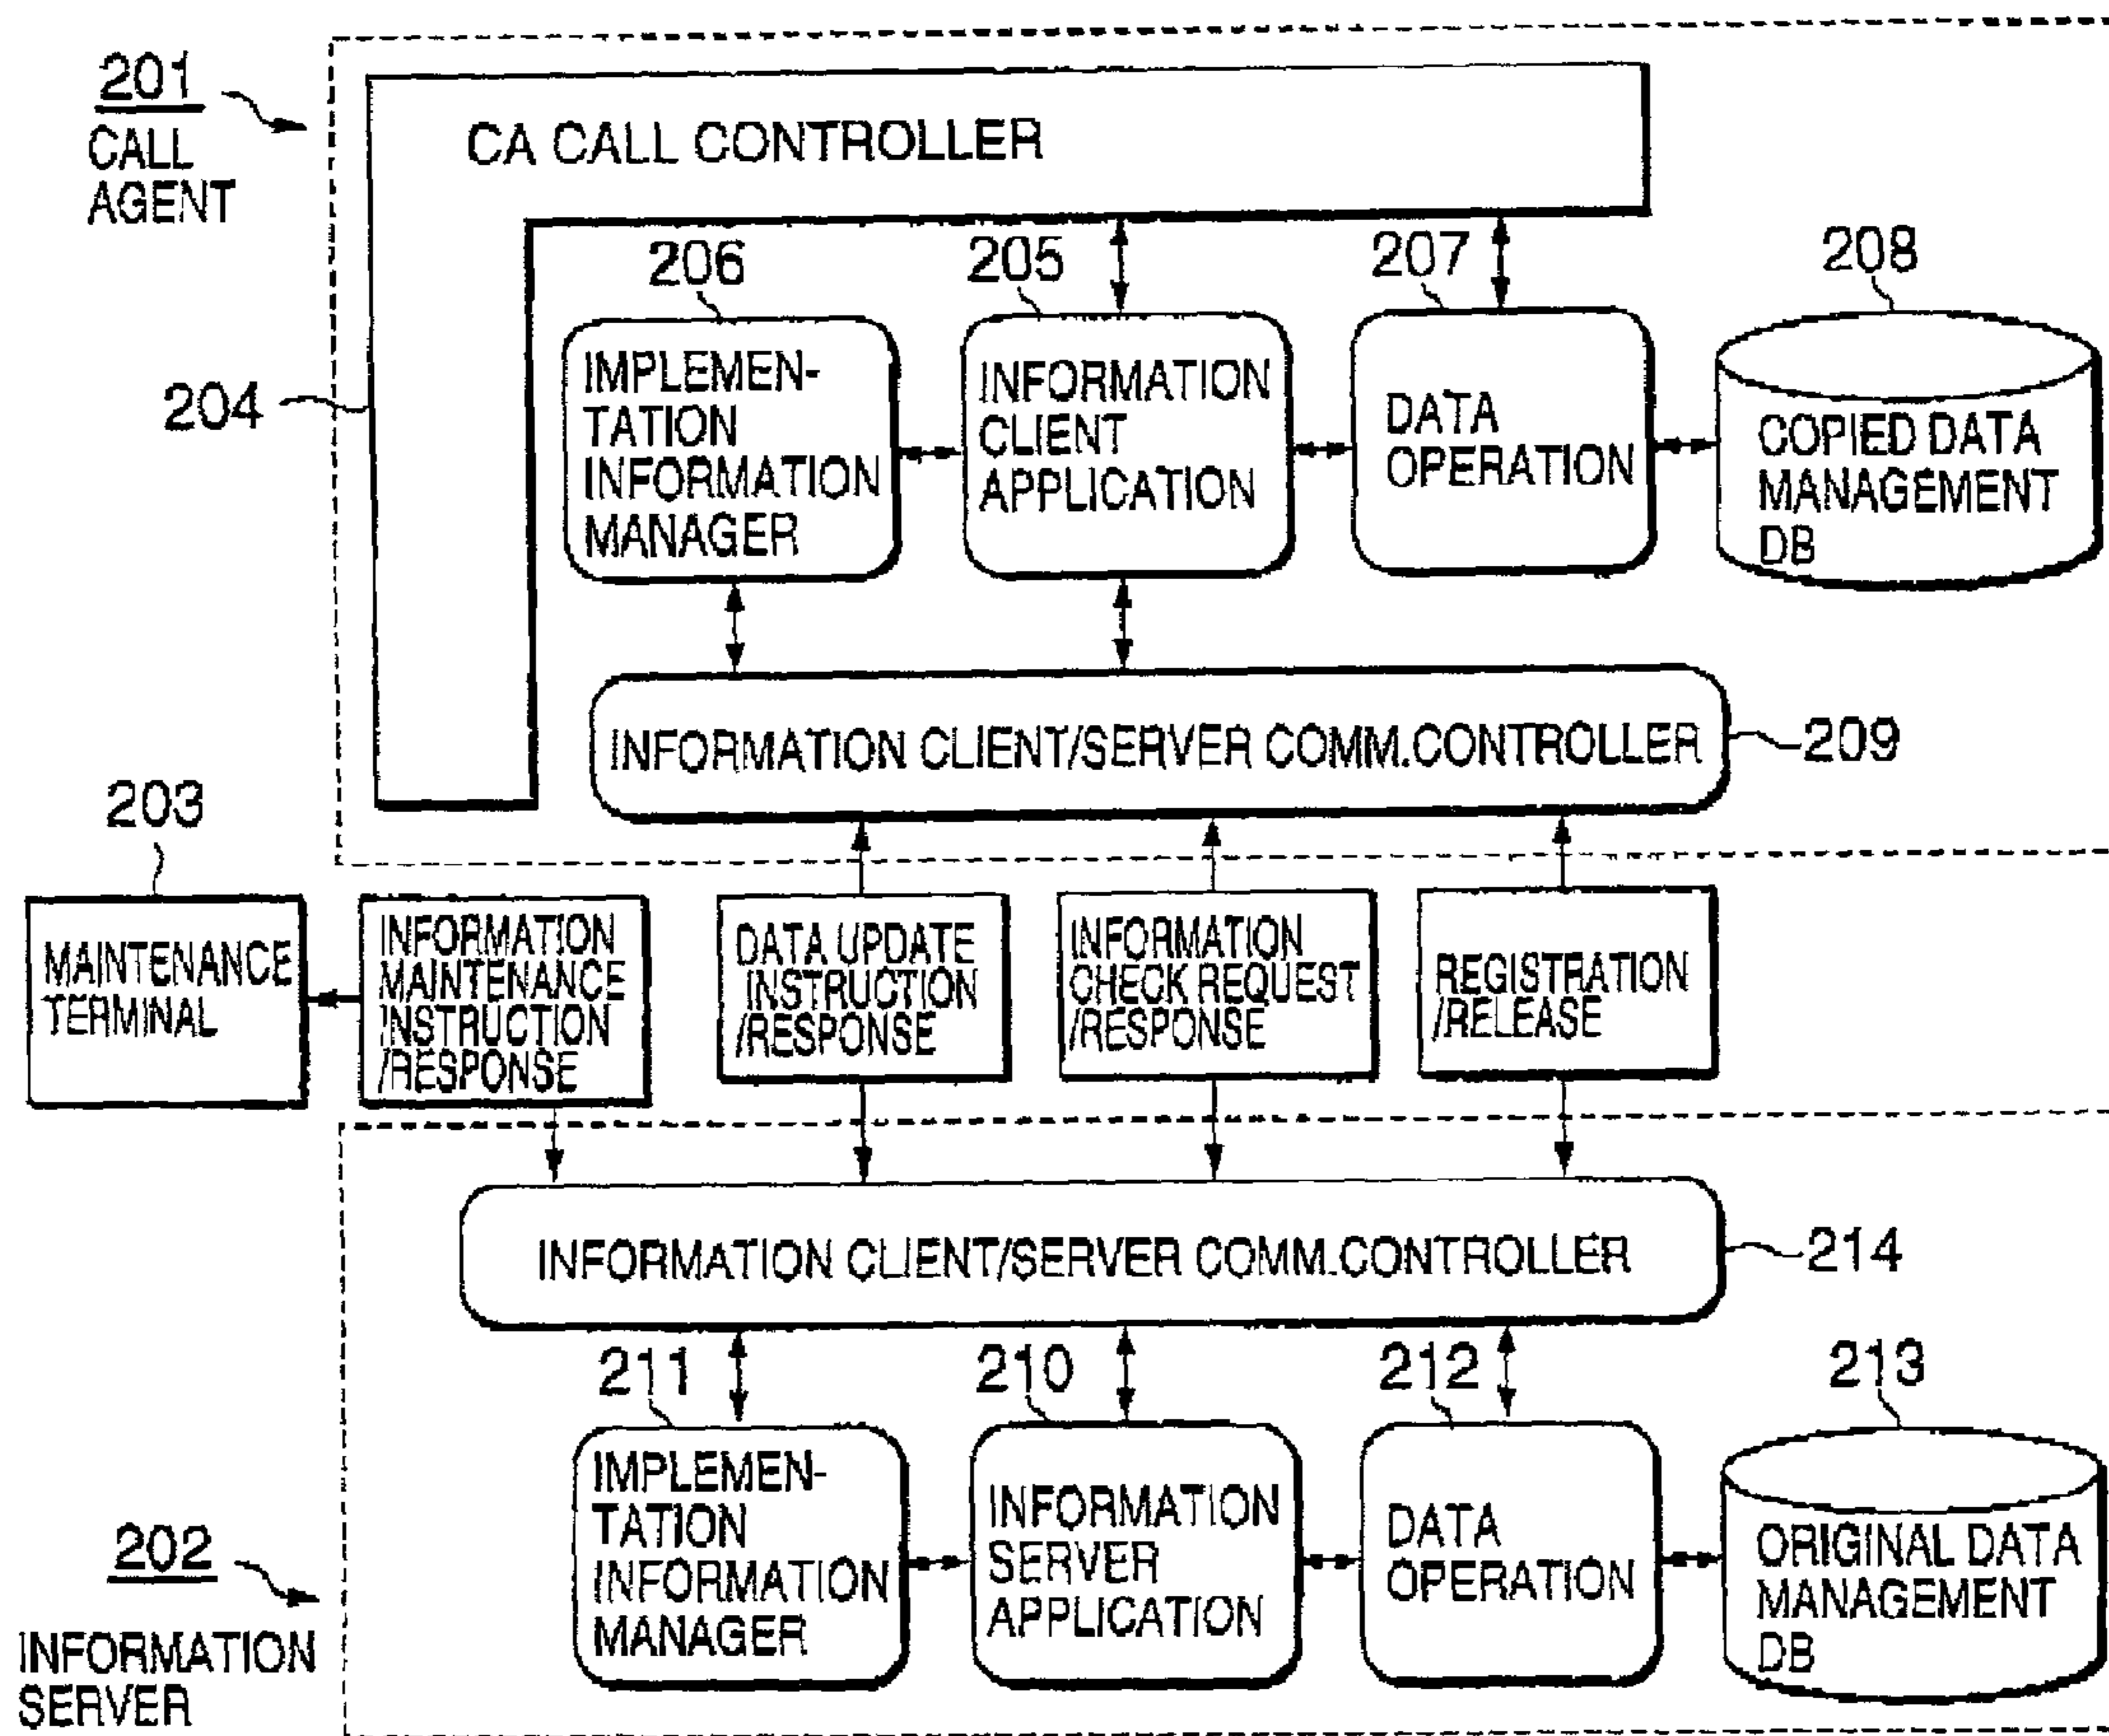 201
CALL
AGENT
CA CALL CONTROLLER
206
205
207
208
204
IMPLEMEN-
TATION
INFORMATION
MANAGER
INFORMATION
CLIENT
APPLICATION
DATA
OPERATION
COPIED DATA
MANAGEMENT
DB
INFORMATION CLIENT/SERVER COMM.CONTROLLER
209
203
MAINTENANCE
TERMINAL
INFORMATION
MAINTENANCE
INSTRUCTION
/RESPONSE
DATA UPDATE
INSTRUCTION
/RESPONSE
INFORMATION
CHECK REQUEST
/RESPONSE
REGISTRATION
/RELEASE
INFORMATION CLIENT/SERVER COMM.CONTROLLER
214
211
210
212
213
IMPLEMEN-
TATION
INFORMATION
MANAGER
INFORMATION
SERVER
APPLICATION
DATA
OPERATION
ORIGINAL DATA
MANAGEMENT
DB
202
INFORMATION
SERVER